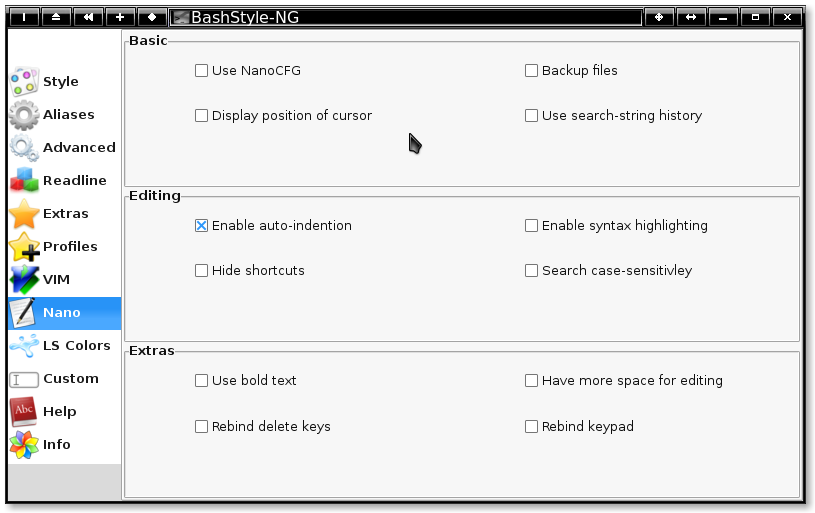 BashStyle-NG
Style
Aliases
Advanced
Readline
Extras
Profiles
VIM
Nano
LS Colors
Custom
Abc
Help
Info
Basic
Use NanoCFG
Backup files
Display position of cursor
Use search-string history
Editing
Enable auto-indention
Enable syntax highlighting
Hide shortcuts
Search case-sensitivley
Extras
Use bold text
Have more space for editing
Rebind delete keys
Rebind keypad